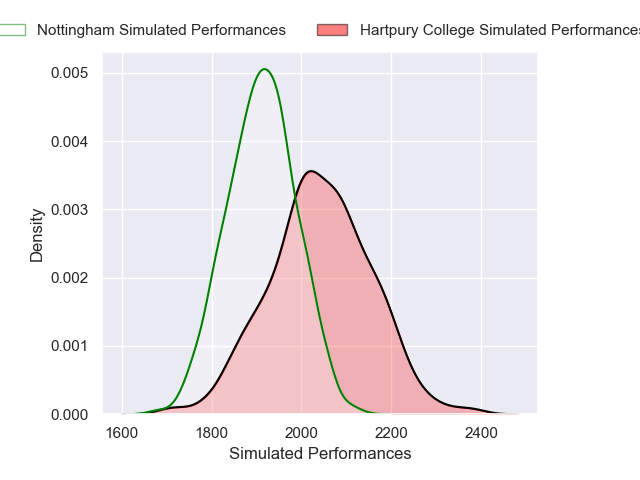 Nottingham Simulated Performances
Hartpury College Simulated Performances
0.005
0.004
0.003
0.002
0.001
0.000
Density
1600
1800
2000
2200
2400
Simulated Performances